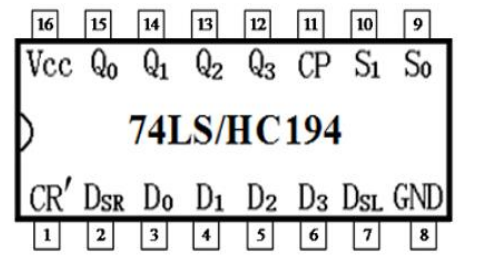 16 15 14 13 12 11 10 9
Vcc Q0 Q1 Q2 Q3 CP S1 S0
74LS/HC194
CR′ DSR D0 D1 D2 D3 DSL GND
1 2 3 4 5 6 7 8